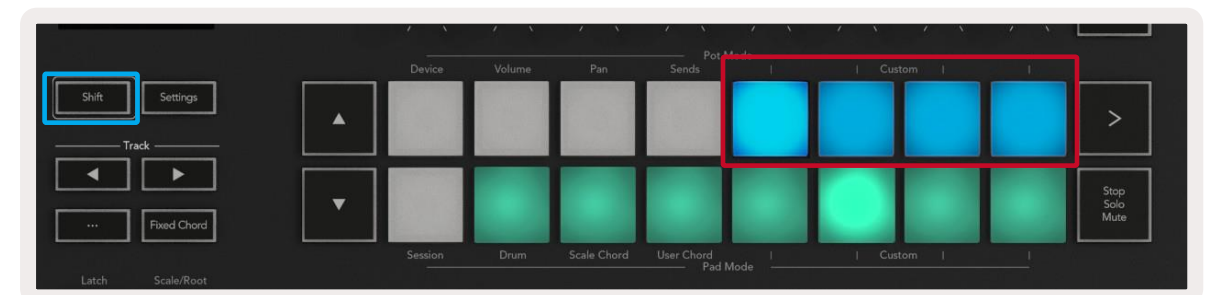 Pot Mode
Device Volume Pan Sends | | Custom | |
Shift Settings
>
Track
Stop
Solo
Mute
... Fixed Chord
Session Drum Scale Chord User Chord | | Custom | |
Pad Mode
Latch Scale/Root